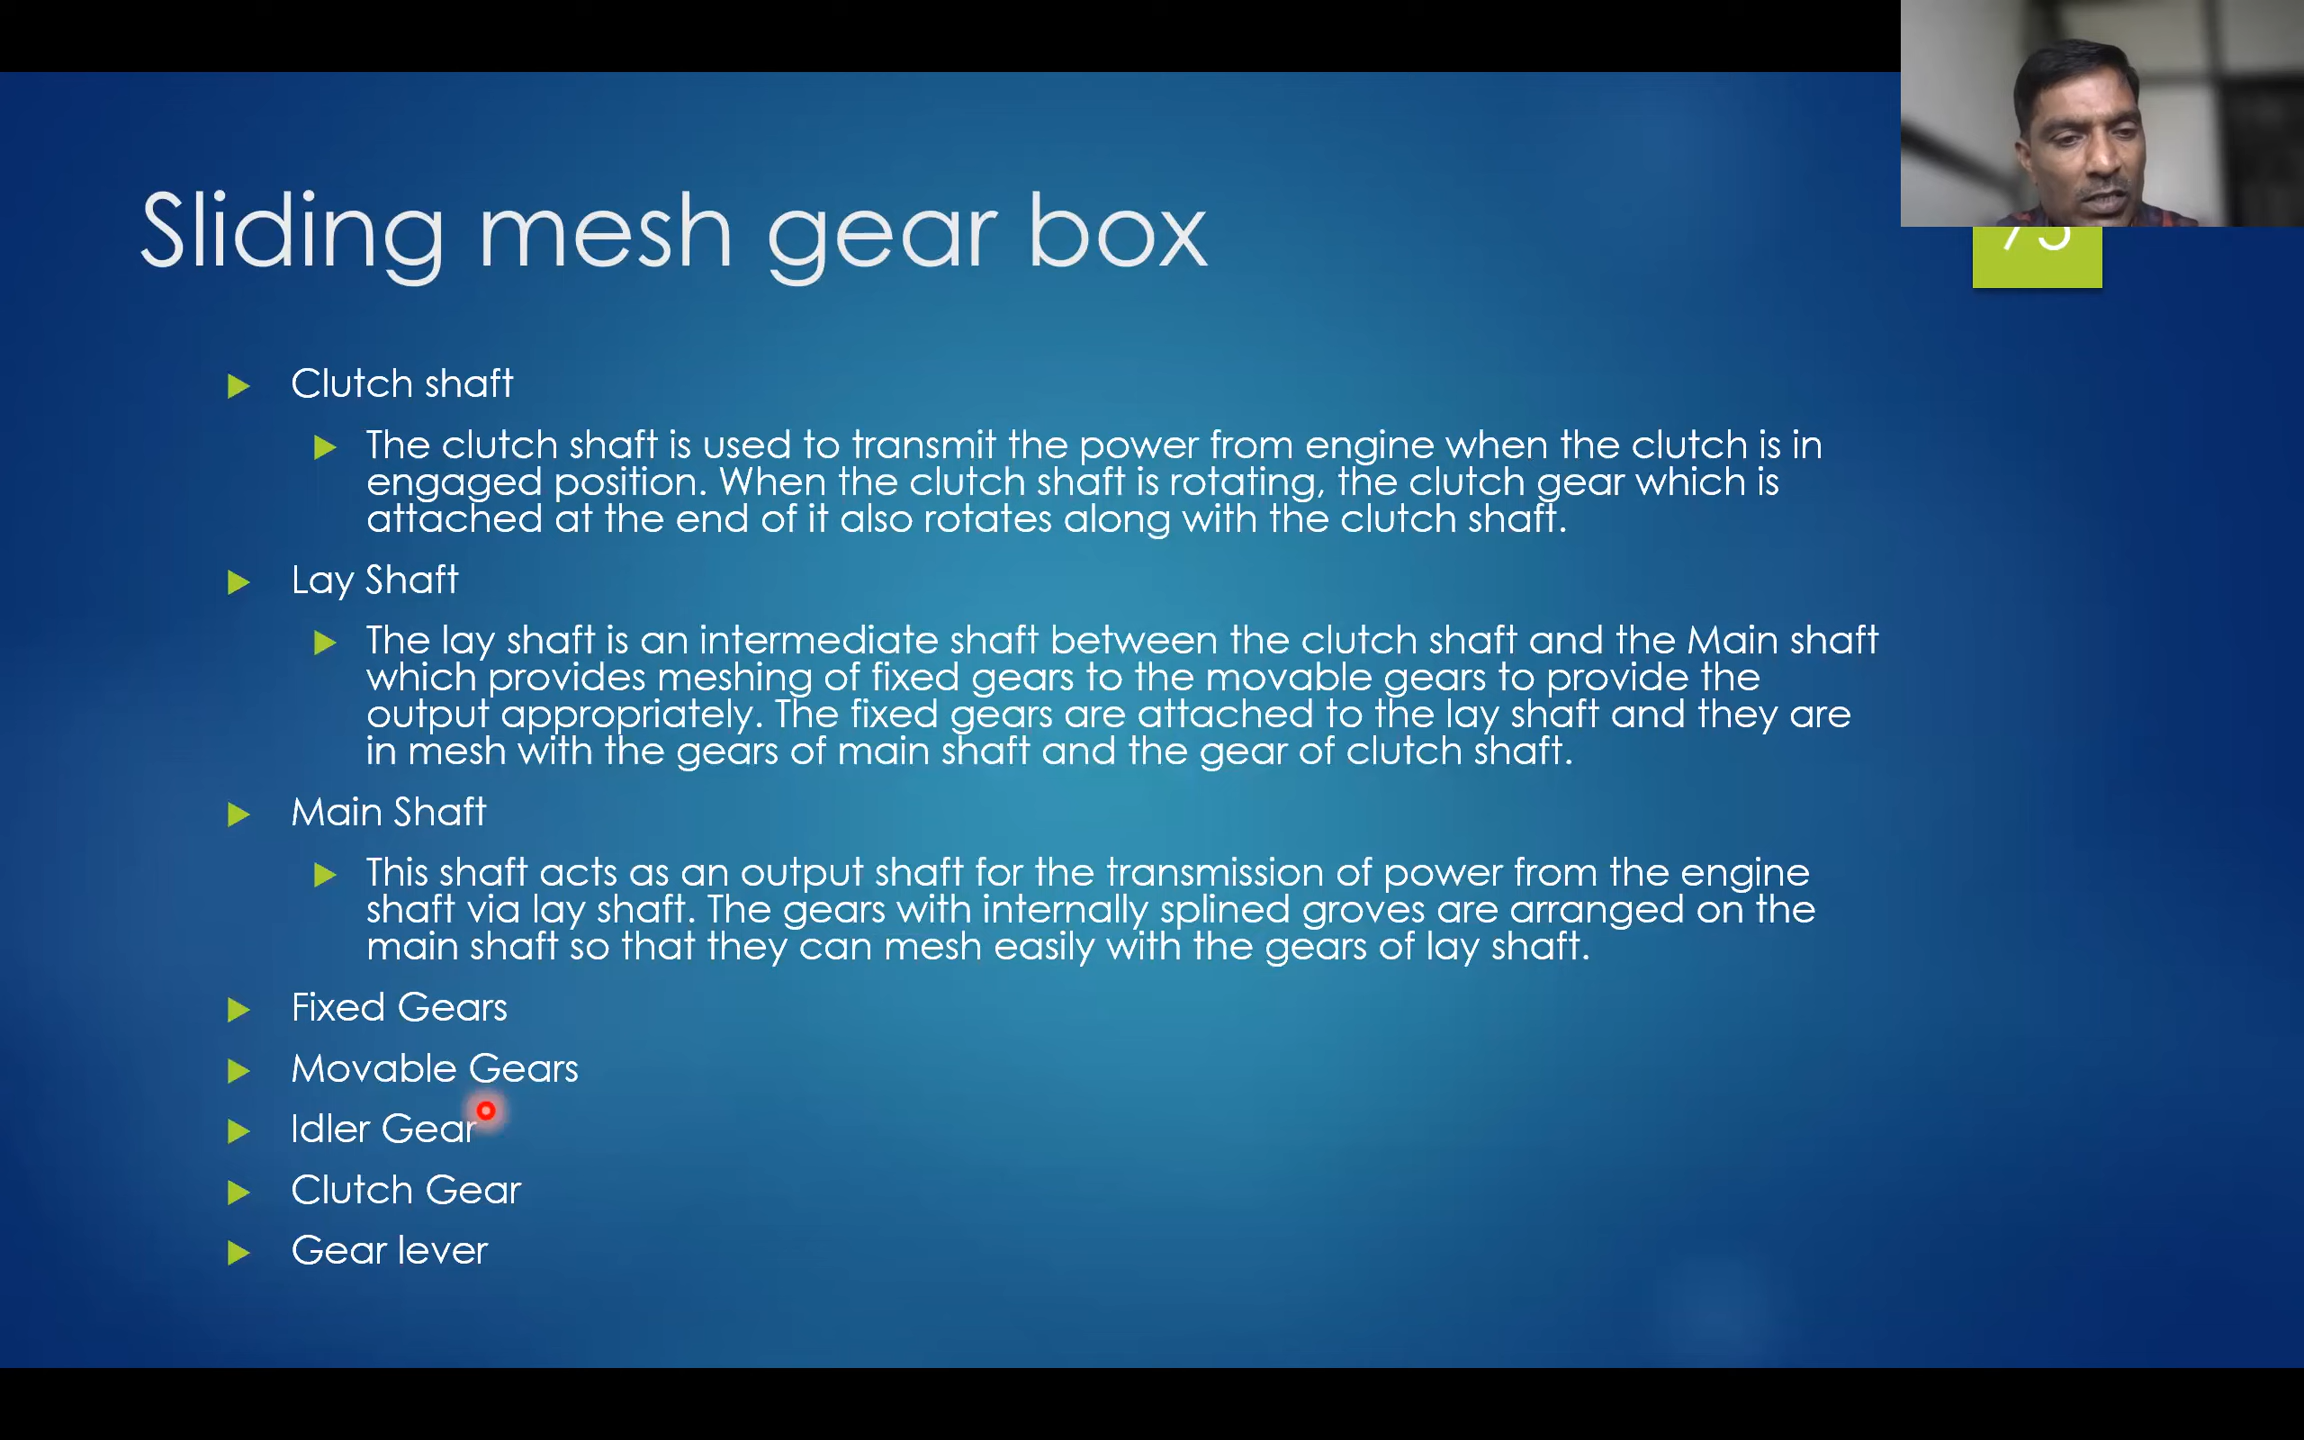 Sliding mesh gear box
Clutch shaft
The clutch shaft is used to transmit the power from engine when the clutch is in
engaged position. When the clutch shaft is rotating, the clutch gear which is
attached at the end of it also rotates along with the clutch shaft.
Lay Shaft
The lay shaft is an intermediate shaft between the clutch shaft and the Main shaft
which provides meshing of fixed gears to the movable gears to provide the
output appropriately. The fixed gears are attached to the lay shaft and they are
in mesh with the gears of main shaft and the gear of clutch shaft.
Main Shaft
This shaft acts as an output shaft for the transmission of power from the engine
shaft via lay shaft. The gears with internally splined groves are arranged on the
main shaft so that they can mesh easily with the gears of lay shaft.
Fixed Gears
Movable Gears
Idler Gear
Clutch Gear
Gear lever